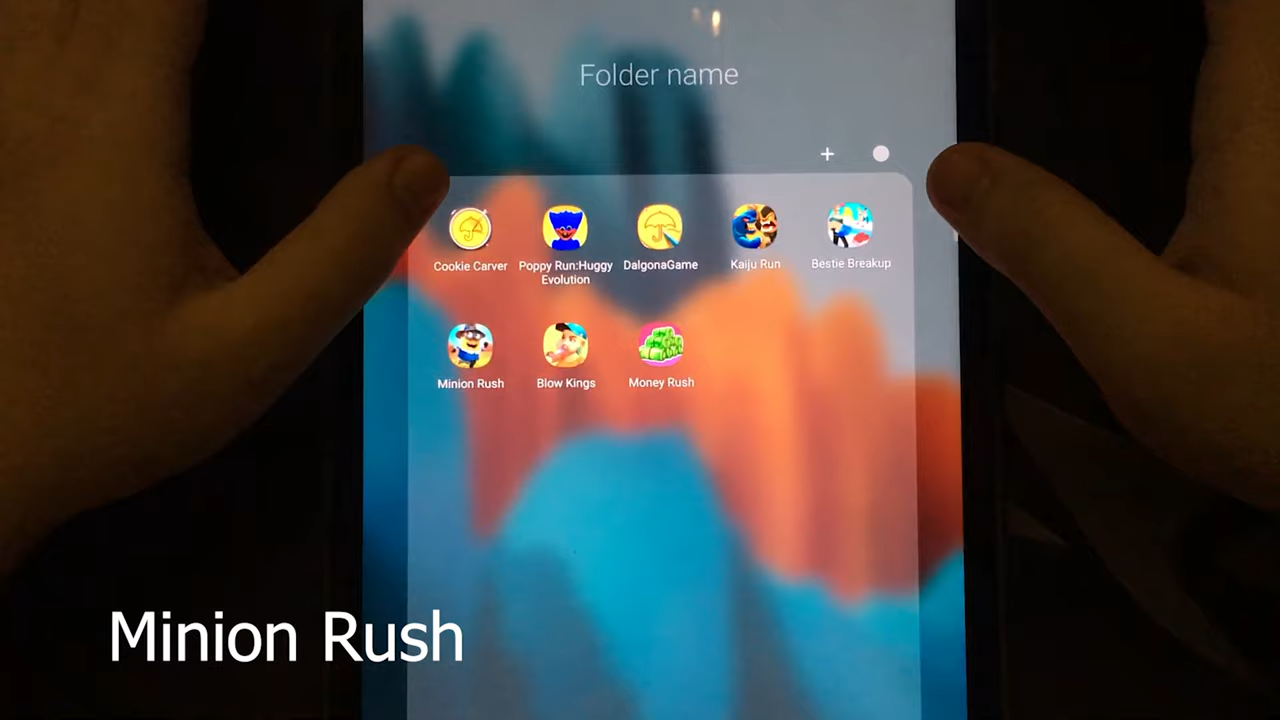 Folder name
+
Cookie Carver
Poppy Run:Huggy
Evolution
DalgonaGame
Kaiju Run
Bestie Breakup
Minion Rush
Blow Kings
Money Rush
Minion Rush